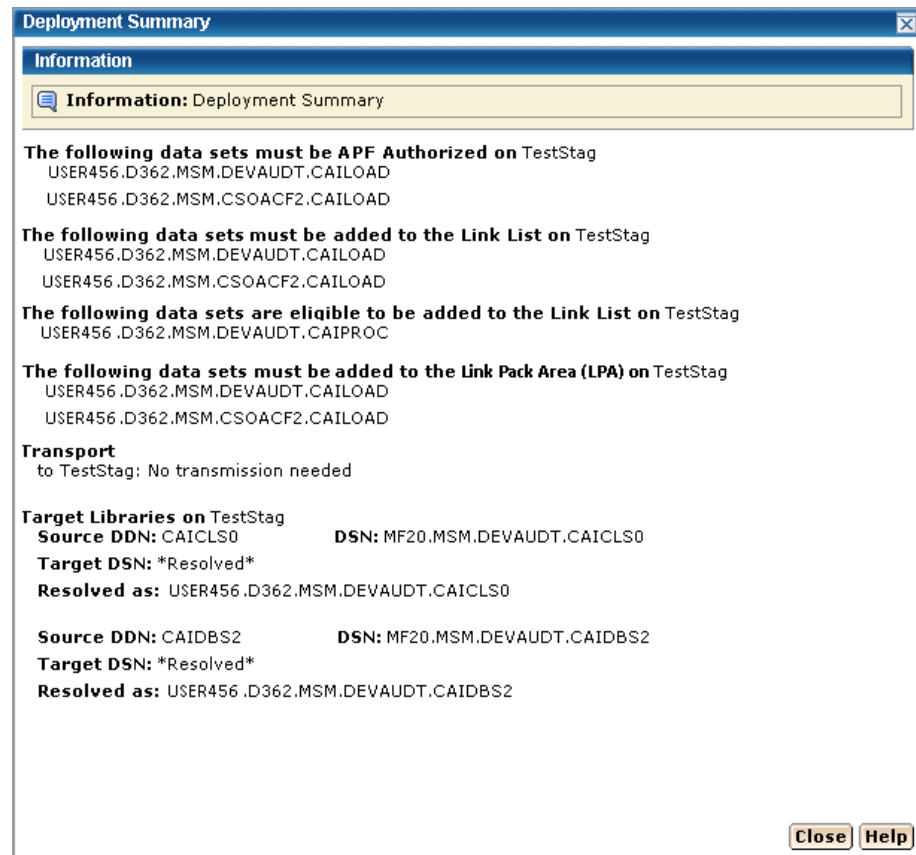 Deployment Summary
Information
Information: Deployment Summary
The following data sets must be APF Authorized on TestStag
USER456.D362.MSM.DEVAUDT.CAILOAD
USER456.D362.MSM.CSOACF2.CAILOAD
The following data sets must be added to the Link List on TestStag
USER456.D362.MSM.DEVAUDT.CAILOAD
USER456.D362.MSM.CSOACF2.CAILOAD
The following data sets are eligible to be added to the Link List on TestStag
USER456.D362.MSM.DEVAUDT.CAIPROC
The following data sets must be added to the Link Pack Area (LPA) on TestStag
USER456.D362.MSM.DEVAUDT.CAILOAD
USER456.D362.MSM.CSOACF2.CAILOAD
Transport
to TestStag: No transmission needed
Target Libraries on TestStag
Source DDN: CAICLS0 DSN: MF20.MSM.DEVAUDT.CAICLS0
Target DSN: *Resolved*
Resolved as: USER456.D362.MSM.DEVAUDT.CAICLS0
Source DDN: CAIDBS2 DSN: MF20.MSM.DEVAUDT.CAIDBS2
Target DSN: *Resolved*
Resolved as: USER456.D362.MSM.DEVAUDT.CAIDBS2
Close Help